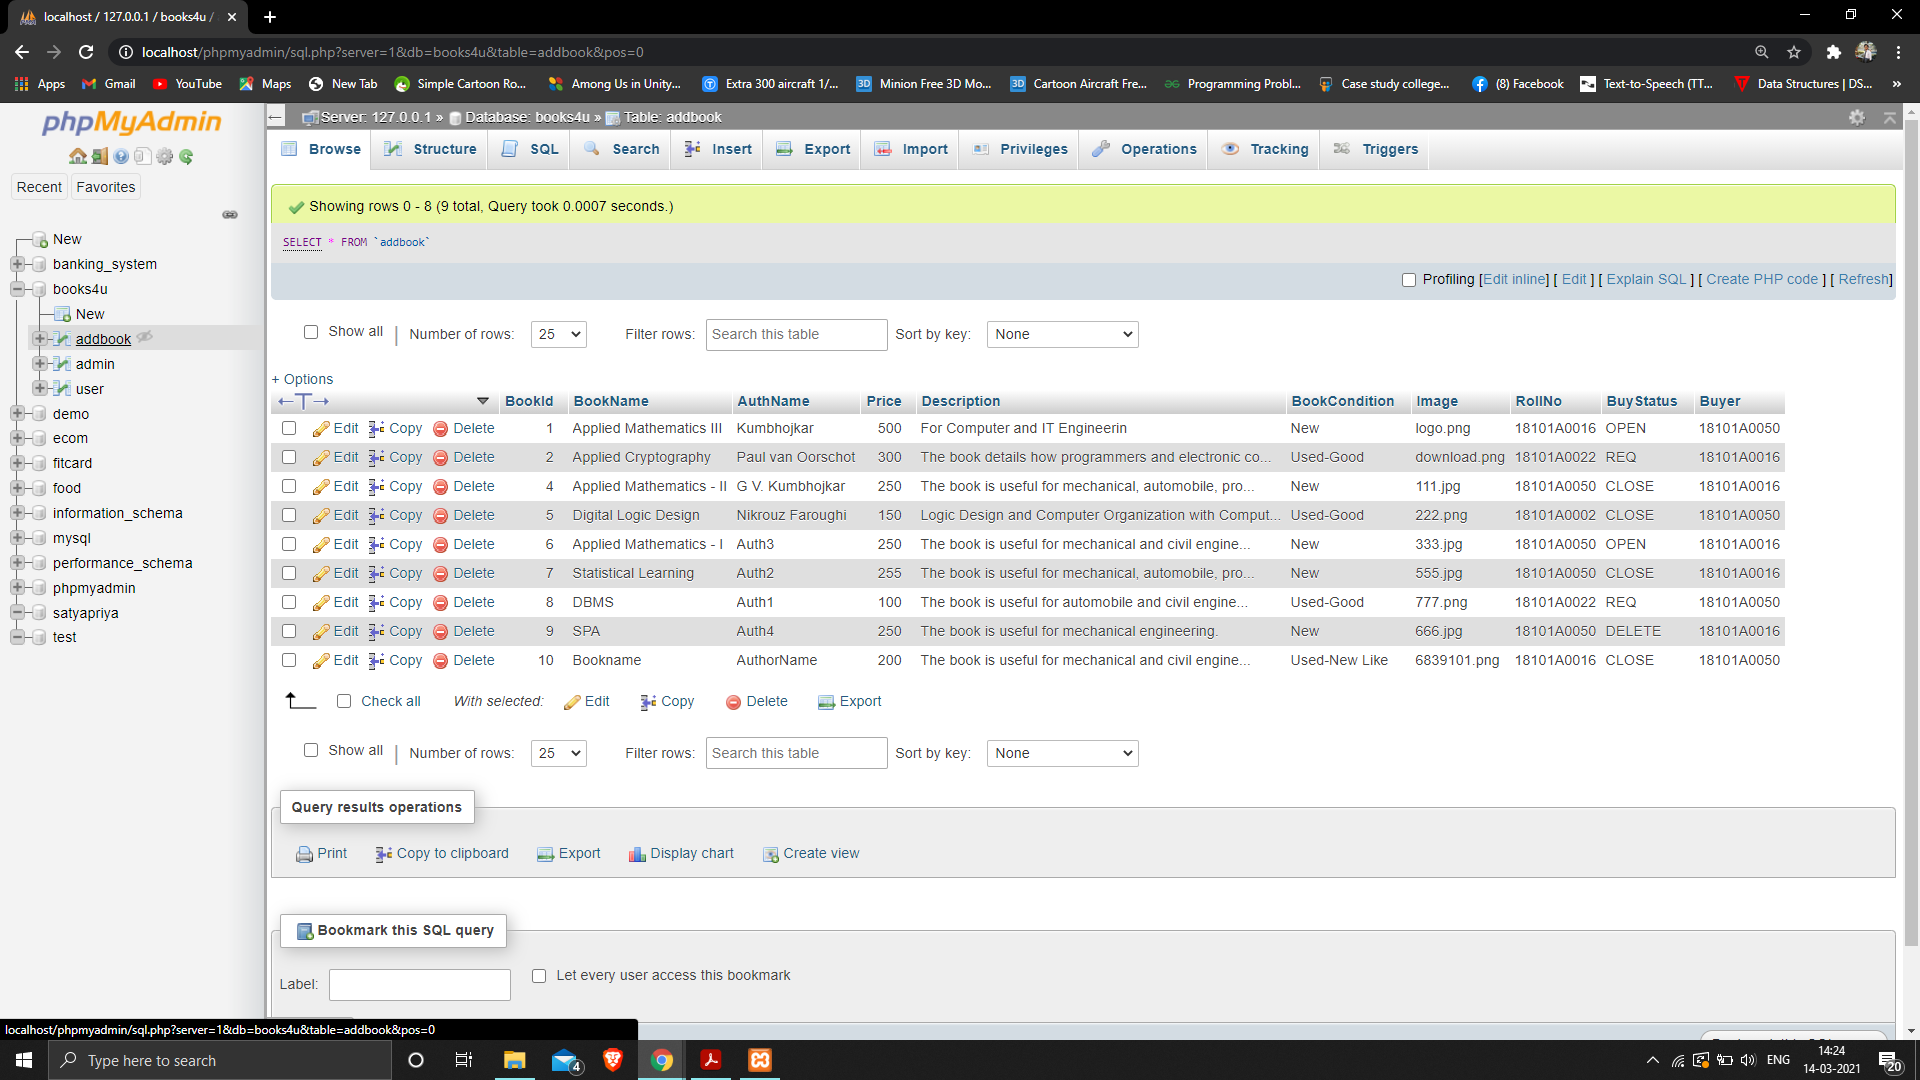 localhost / 127.0.0.1 / books4u /
localhost/phpmyadmin/sql.php?server=1&db=books4u&table=addbook&pos=0
Apps Gmail YouTube Maps New Tab Simple Cartoon Ro... Among Us in Unity,... Extra 300 aircraft 1/... Minion Free 3D Mo... Cartoon Aircraft Fre... Programming Probl... Case study college... (8) Facebook Text-to-Speech (TT... Data Structures | DS... »
phpMyAdmin
Recent Favorites
New
banking_system
books4u
New
addbook
admin
user
demo
ecom
fitcard
food
information_schema
mysql
performance_schema
phpmyadmin
satyapriya
test
Server: 127.0.0.1 » Database: books4u » Table: addbook
Browse Structure SQL Search Insert Export Import Privileges Operations Tracking Triggers
Showing rows 0 - 8 (9 total, Query took 0.0007 seconds.)
SELECT * FROM `addbook`
Profiling [Edit inline] [ Edit ] [ Explain SQL ] [ Create PHP code ] [ Refresh]
Show all | Number of rows: 25 Filter rows: Search this table Sort by key: None
+ Options
BookId BookName AuthName Price Description BookCondition Image RollNo BuyStatus Buyer
Edit Copy Delete 1 Applied Mathematics III Kumbhojkar 500 For Computer and IT Engineerin New logo.png 18101A0016 OPEN 18101A0050
Edit Copy Delete 2 Applied Cryptography Paul van Oorschot 300 The book details how programmers and electronic co... Used-Good download.png 18101A0022 REQ 18101A0016
Edit Copy Delete 4 Applied Mathematics - II G V. Kumbhojkar 250 The book is useful for mechanical, automobile, pro... New 111.jpg 18101A0050 CLOSE 18101A0016
Edit Copy Delete 5 Digital Logic Design Nikrouz Faroughi 150 Logic Design and Computer Organization with Comput... Used-Good 222.png 18101A0002 CLOSE 18101A0050
Edit Copy Delete 6 Applied Mathematics - I Auth3 250 The book is useful for mechanical and civil engine... New 333.jpg 18101A0050 OPEN 18101A0016
Edit Copy Delete 7 Statistical Learning Auth2 255 The book is useful for mechanical, automobile, pro... New 555.jpg 18101A0050 CLOSE 18101A0016
Edit Copy Delete 8 DBMS Auth1 100 The book is useful for automobile and civil engine... Used-Good 777.png 18101A0022 REQ 18101A0050
Edit Copy Delete 9 SPA Auth4 250 The book is useful for mechanical engineering. New 666.jpg 18101A0050 DELETE 18101A0016
Edit Copy Delete 10 Bookname AuthorName 200 The book is useful for mechanical and civil engine... Used-New Like 6839101.png 18101A0016 CLOSE 18101A0050
Check all With selected: Edit Copy Delete Export
Show all | Number of rows: 25 Filter rows: Search this table Sort by key: None
Query results operations
Print Copy to clipboard Export Display chart Create view
Bookmark this SQL query
Label: Let every user access this bookmark
localhost/phpmyadmin/sql.php?server=1&db=books4u&table=addbook&pos=0
Type here to search
4
ENG
14:24
14-03-2021
20